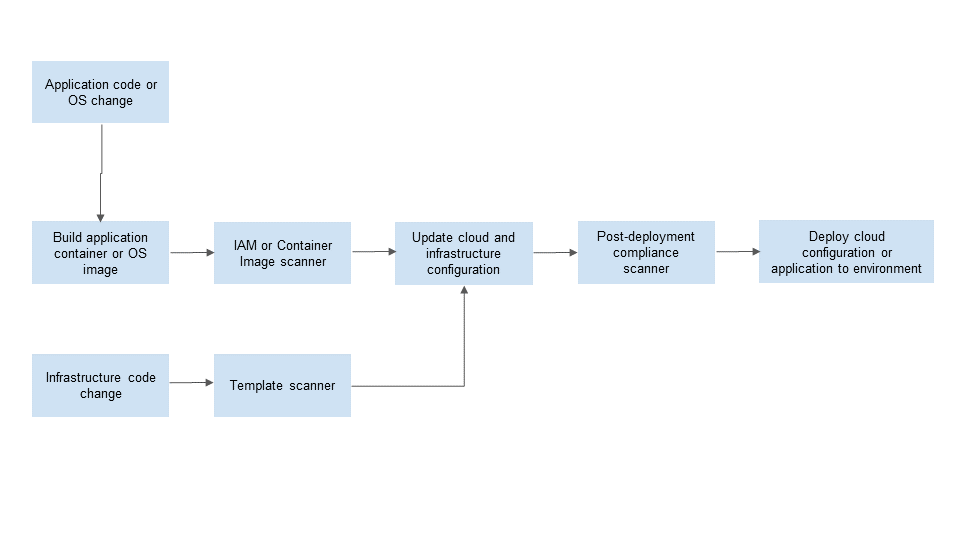 Application code or
OS change
Build application
container or OS
image
IAM or Container
Image scanner
Update cloud and
infrastructure
configuration
Post-deployment
compliance
scanner
Deploy cloud
configuration or
application to environment
Infrastructure code
change
Template scanner